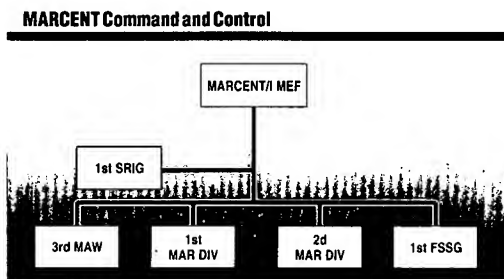 MARCENT Command and Control
MARCENT/I MEF
1st SRIG
3rd MAW
1st
MAR DIV
2d
MAR DIV
1st FSSG